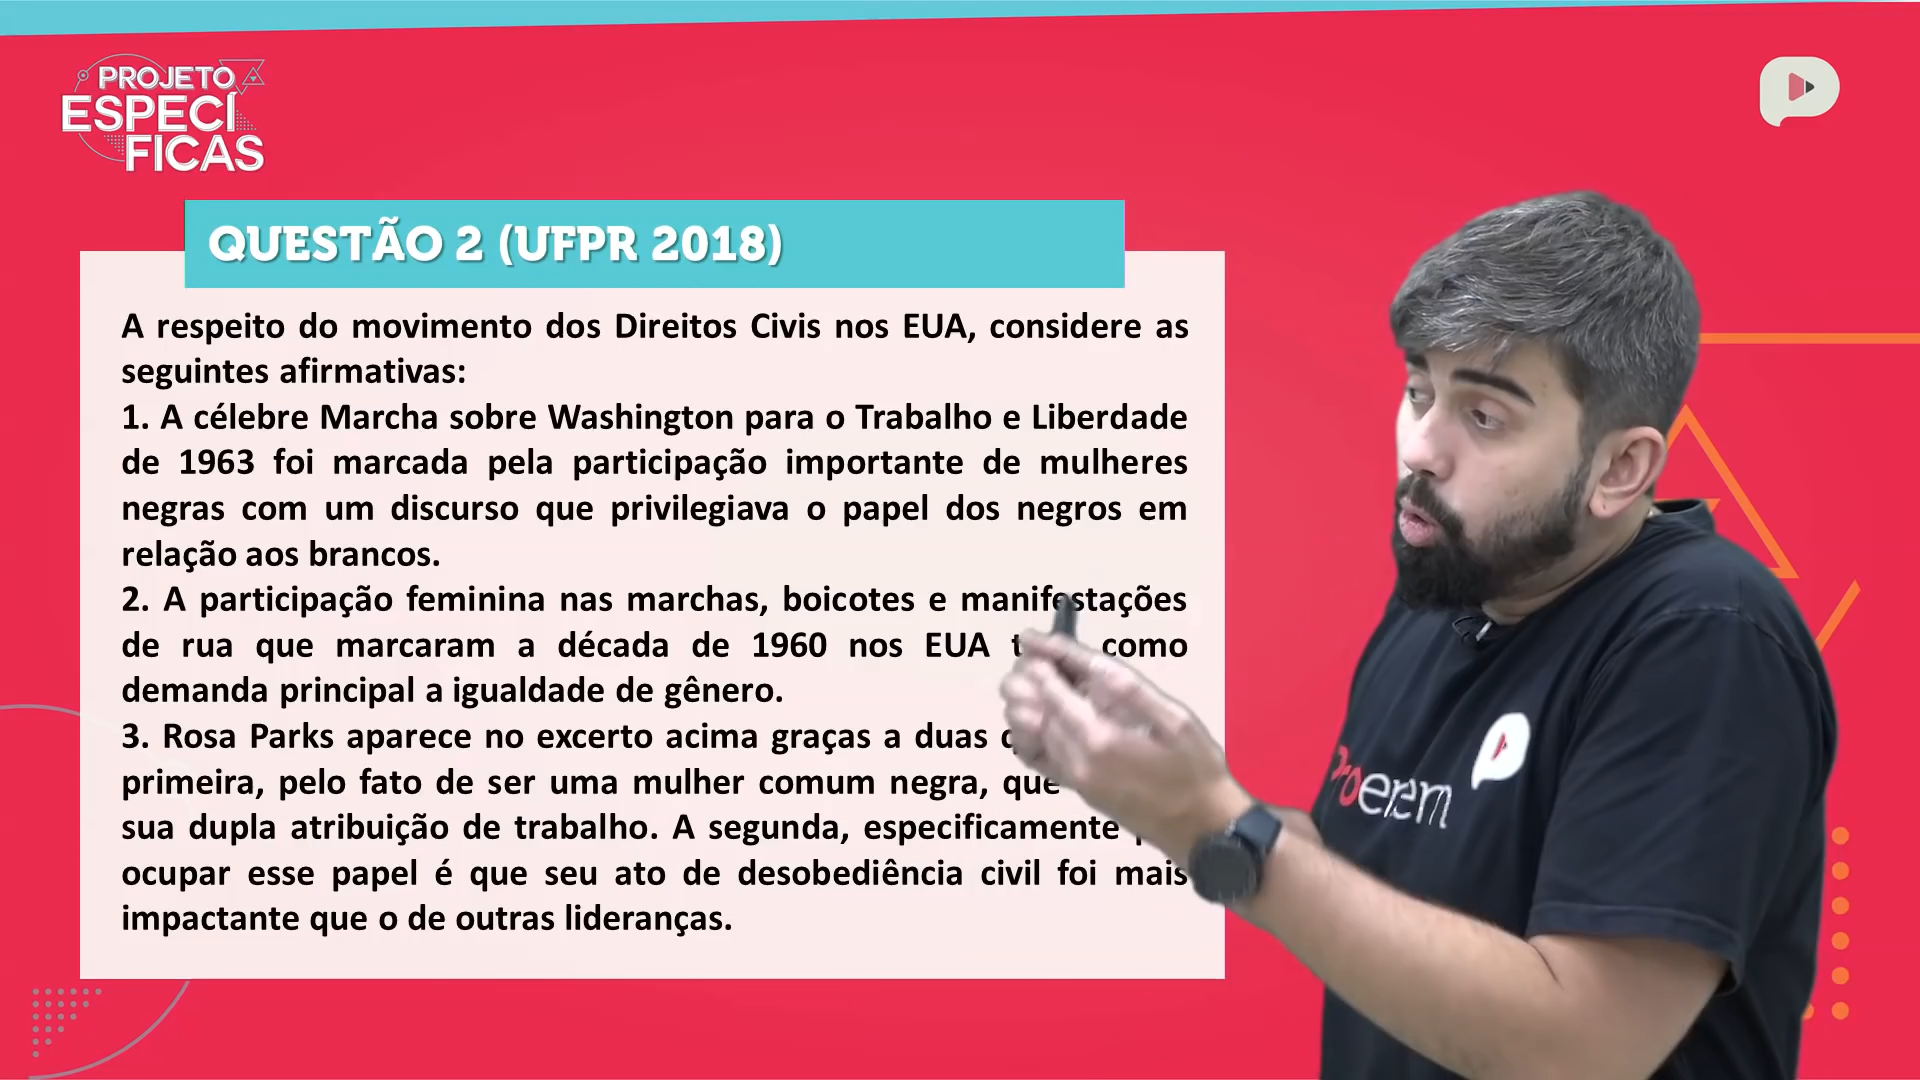 PROJETO
ESPECÍ
FICAS
QUESTÃO 2 (UFPR 2018)
A respeito do movimento dos Direitos Civis nos EUA, considere as
seguintes afirmativas:
1. A célebre Marcha sobre Washington para o Trabalho e Liberdade
de 1963 foi marcada pela participação importante de mulheres
negras com um discurso que privilegiava o papel dos negros em
relação aos brancos.
2. A participação feminina nas marchas, boicotes e manifestações
de rua que marcaram a década de 1960 nos EUA como
demanda principal a igualdade de gênero.
3. Rosa Parks aparece no excerto acima graças a duas
primeira, pelo fato de ser uma mulher comum negra, que
sua dupla atribuição de trabalho. A segunda, especificamente
ocupar esse papel é que seu ato de desobediência civil foi mais
impactante que o de outras lideranças.
Proenem